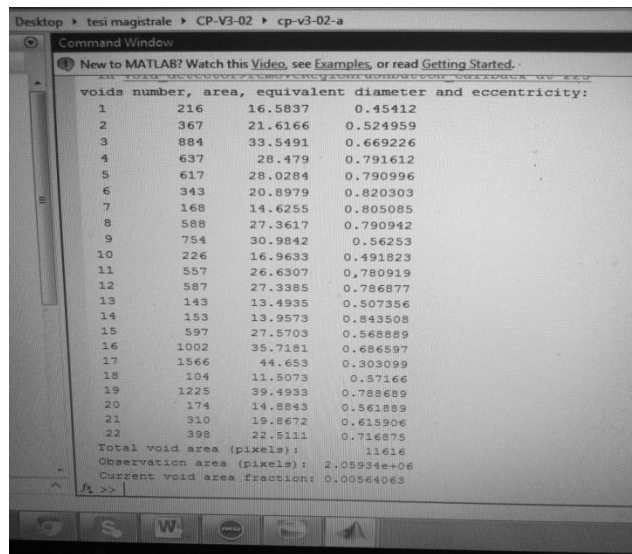 Desktop ▸ tesi magistrale ▸ CP-V3-02 ▸ cp-v3-02-a
Command Window
New to MATLAB? Watch this Video, see Examples, or read Getting Started.
In void_detector>removeRegionPushbutton_Callback at 225
voids number, area, equivalent diameter and eccentricity:
1 216 16.5837 0.45412
2 367 21.6166 0.524959
3 884 33.5491 0.669226
4 637 28.479 0.791612
5 617 28.0284 0.790996
6 343 20.8979 0.820303
7 168 14.6255 0.805085
8 588 27.3617 0.790942
9 754 30.9842 0.56253
10 226 16.9633 0.491823
11 557 26.6307 0,780919
12 587 27.3385 0.786877
13 143 13.4935 0.507356
14 153 13.9573 0.843508
15 597 27.5703 0.568889
16 1002 35.7181 0.686597
17 1566 44.653 0.303099
18 104 11.5073 0.57166
19 1225 39.4933 0.788689
20 174 14.8843 0.561889
21 310 19.8672 0.615906
22 398 22.5111 0.716875
Total void area (pixels): 11616
Observation area (pixels): 2.05934e+06
Current void area fraction: 0.00564063
fx >>
S W